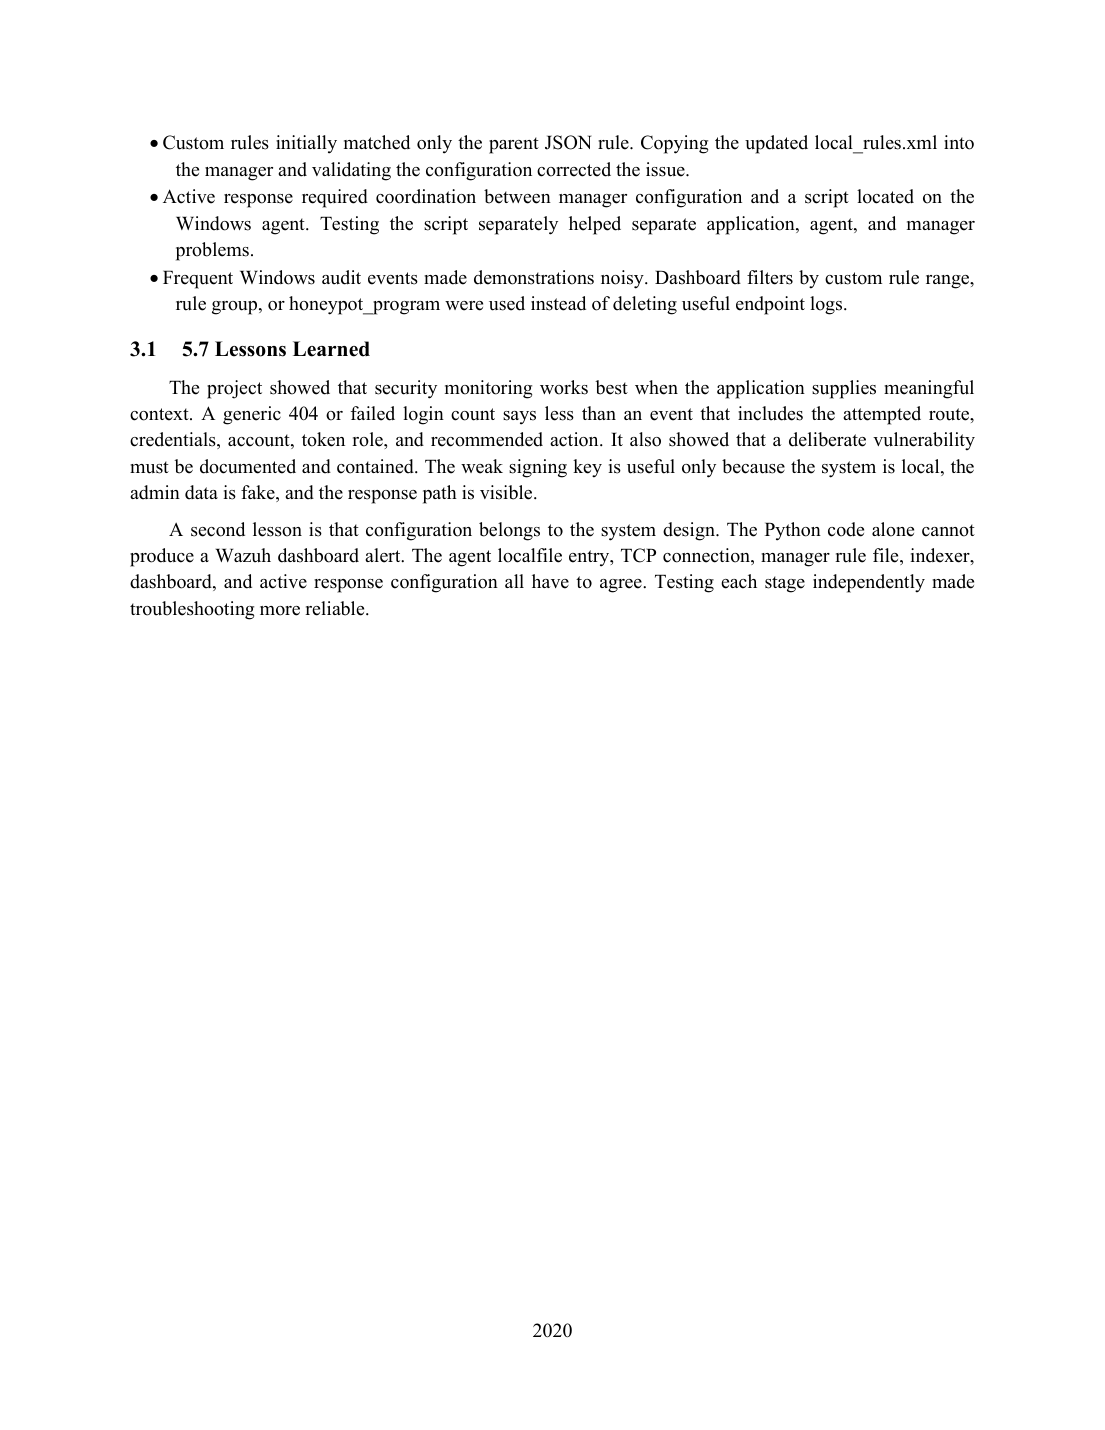 • Custom rules initially matched only the parent JSON rule. Copying the updated local_rules.xml into
the manager and validating the configuration corrected the issue.
• Active response required coordination between manager configuration and a script located on the
Windows agent. Testing the script separately helped separate application, agent, and manager
problems.
• Frequent Windows audit events made demonstrations noisy. Dashboard filters by custom rule range,
rule group, or honeypot_program were used instead of deleting useful endpoint logs.
3.1 5.7 Lessons Learned
The project showed that security monitoring works best when the application supplies meaningful
context. A generic 404 or failed login count says less than an event that includes the attempted route,
credentials, account, token role, and recommended action. It also showed that a deliberate vulnerability
must be documented and contained. The weak signing key is useful only because the system is local, the
admin data is fake, and the response path is visible.
A second lesson is that configuration belongs to the system design. The Python code alone cannot
produce a Wazuh dashboard alert. The agent localfile entry, TCP connection, manager rule file, indexer,
dashboard, and active response configuration all have to agree. Testing each stage independently made
troubleshooting more reliable.
2020